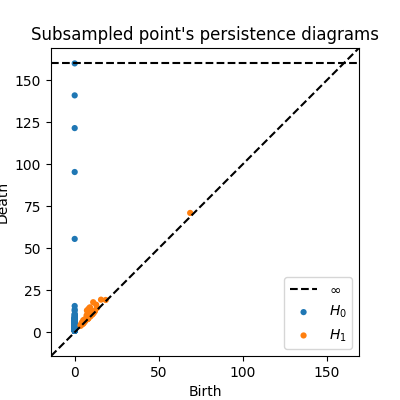 Subsampled point's persistence diagrams
150
125
100
75
50
25
0
Death
∞
H₀
H₁
0 50 100 150
Birth